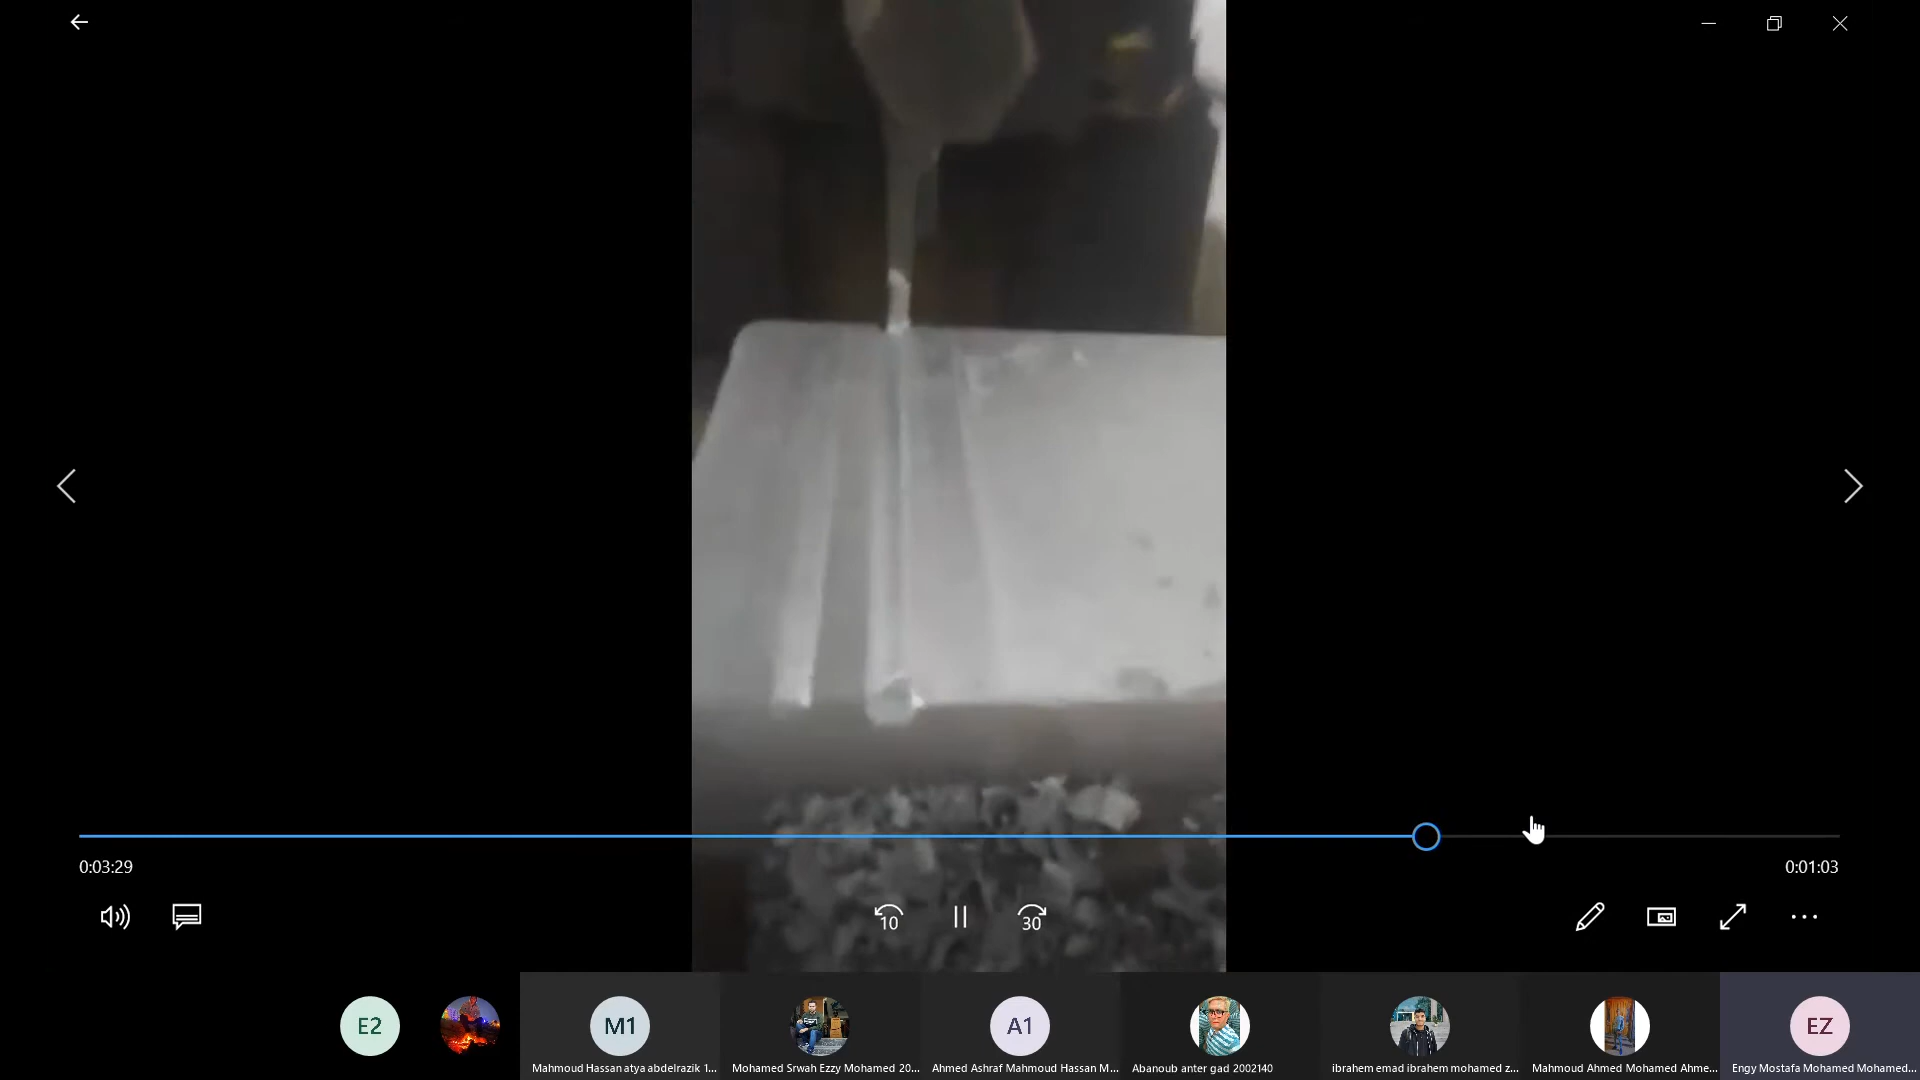 0:03:29
0:01:03
10
30
E2
M1
A1
EZ
Mahmoud Hassan atya abdelrazik 1...
Mohamed Srwah Ezzy Mohamed 20...
Ahmed Ashraf Mahmoud Hassan M...
Abanoub anter gad 2002140
ibrahem emad ibrahem mohamed z...
Mahmoud Ahmed Mohamed Ahme...
Engy Mostafa Mohamed Mohamed...